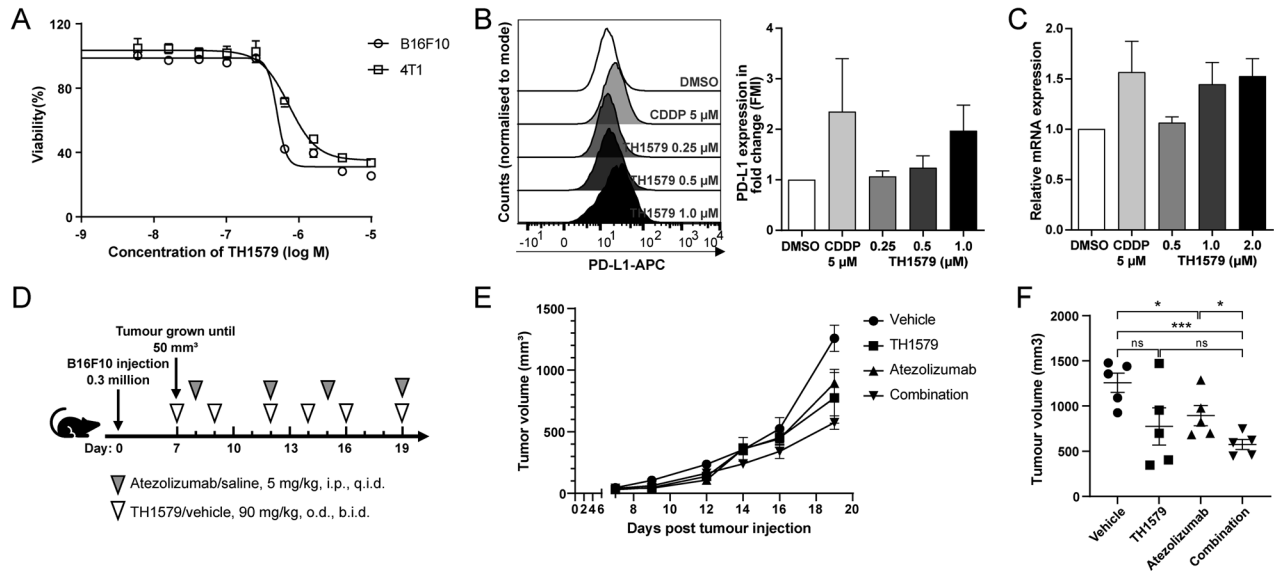 A
120
80
40
0
Viability(%)
B16F10
4T1
-9
-8
-7
-6
-5
Concentration of TH1579 (log M)
B
Counts (normalised to mode)
DMSO
CDDP 5 µM
TH1579 0.25 µM
TH1579 0.5 µM
TH1579 1.0 µM
-10¹ 0 10¹ 10² 10³ 10⁴
PD-L1-APC
PD-L1 expression in
fold change (FMI)
4
3
2
1
0
DMSO CDDP 0.25 0.5 1.0
5 µM TH1579 (µM)
C
Relative mRNA expression
2.0
1.5
1.0
0.5
0.0
DMSO CDDP 0.5 1.0 2.0
5 µM TH1579 (µM)
D
Tumour grown until
50 mm³
B16F10 injection
0.3 million
Day: 0 7 10 13 16 19
Atezolizumab/saline, 5 mg/kg, i.p., q.i.d.
TH1579/vehicle, 90 mg/kg, o.d., b.i.d.
E
Tumor volume (mm³)
1500
1000
500
0
0 2 4 6 8 10 12 14 16 18 20
Days post tumour injection
Vehicle
TH1579
Atezolizumab
Combination
F
Tumour volume (mm3)
2000
1500
1000
500
0
* *
***
ns ns
Vehicle
TH1579
Atezolizumab
Combination